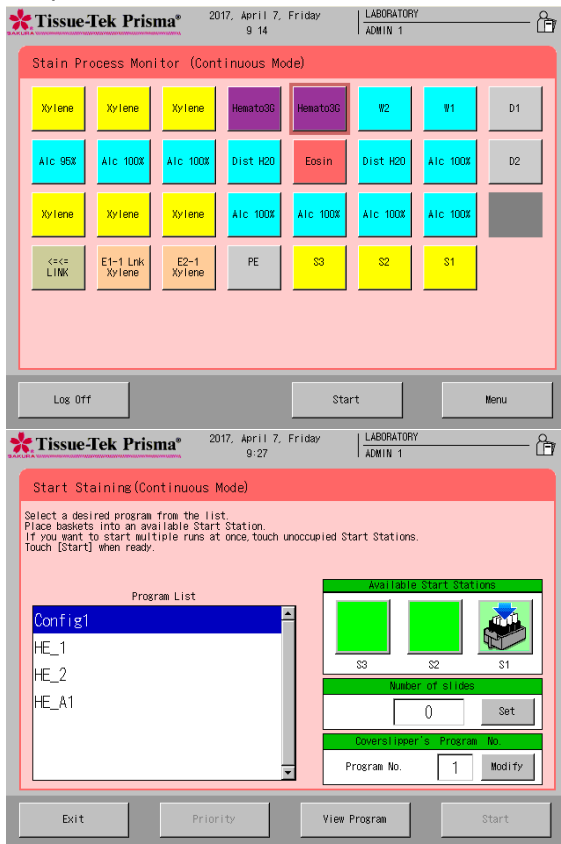 Tissue-Tek Prisma®
SAKURA
2017, April 7, Friday
9 14
LABORATORY
ADMIN 1
Stain Process Monitor (Continuous Mode)
Xylene Xylene Xylene Hemato3G Hemato3G W2 W1 D1
Alc 95% Alc 100% Alc 100% Dist H2O Eosin Dist H2O Alc 100% D2
Xylene Xylene Xylene Alc 100% Alc 100% Alc 100% Alc 100%
<=<= LINK E1-1 Lnk Xylene E2-1 Xylene PE S3 S2 S1
Log Off Start Menu
Tissue-Tek Prisma®
SAKURA
2017, April 7, Friday
9:27
LABORATORY
ADMIN 1
Start Staining(Continuous Mode)
Select a desired program from the list.
Place baskets into an available Start Station.
If you want to start multiple runs at once,touch unoccupied Start Stations.
Touch [Start] when ready.
Program List
Config1
HE_1
HE_2
HE_A1
Available Start Stations
S3 S2 S1
Number of slides
0 Set
Coverslipper's Program No.
Program No. 1 Modify
Exit Priority View Program Start